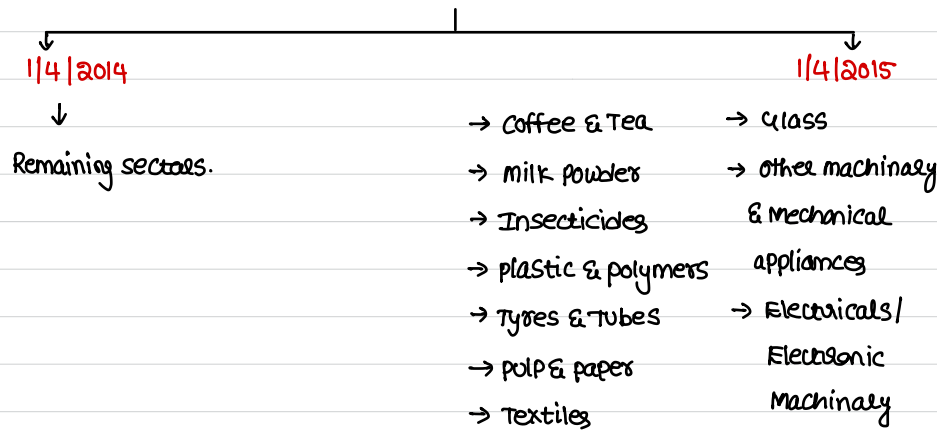 1/4/2014
↓
Remaining sectors.
1/4/2015
→ Coffee & Tea
→ Milk Powder
→ Insecticides
→ Plastic & polymers
→ Tyres & Tubes
→ Pulp & paper
→ Textiles
→ Glass
→ Other machinary
& Mechanical
appliances
→ Electricals/
Electronic
Machinary